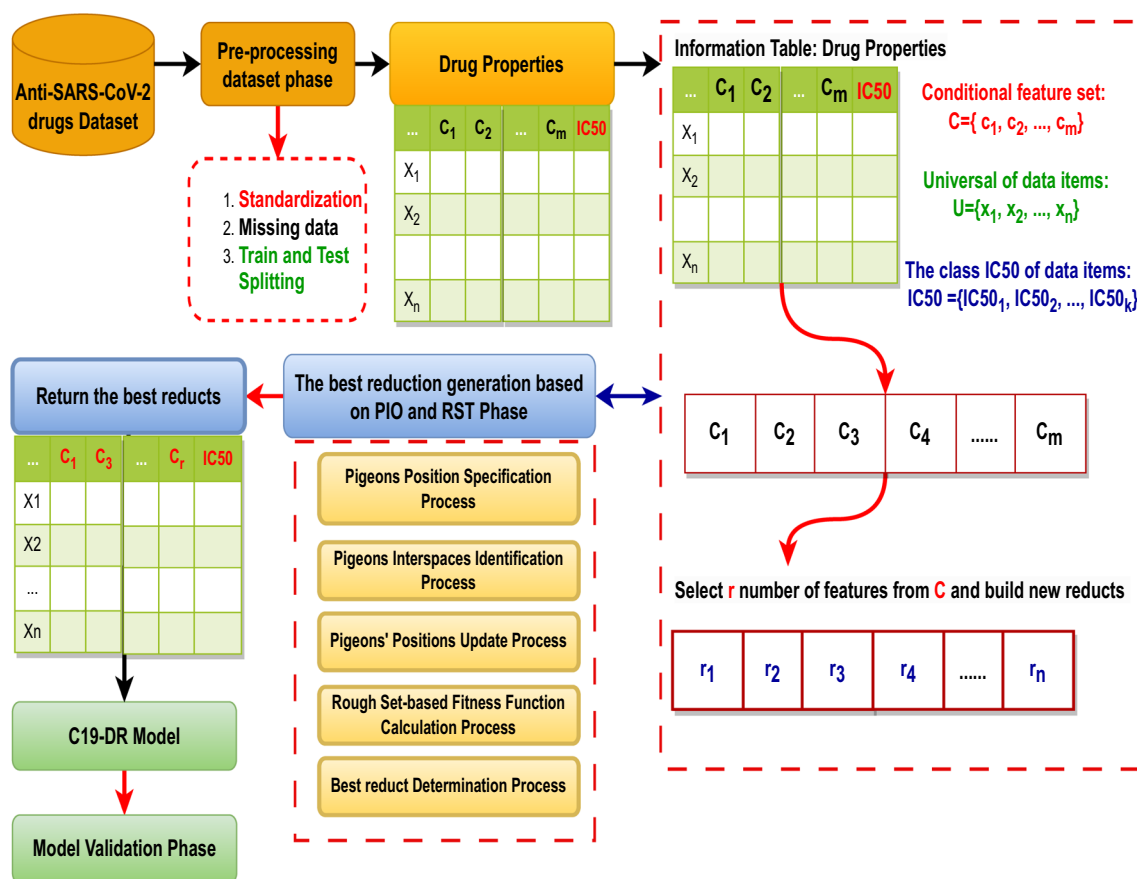 Anti-SARS-CoV-2
drugs Dataset
Pre-processing
dataset phase
1. Standardization
2. Missing data
3. Train and Test
Splitting
Drug Properties
... C1 C2 ... Cm IC50
X1
X2
Xn
Information Table: Drug Properties
... C1 C2 ... Cm IC50
X1
X2
Xn
Conditional feature set:
C={ c1, c2, ..., cm}
Universal of data items:
U={x1, x2, ..., xn}
The class IC50 of data items:
IC50 ={IC501, IC502, ..., IC50k}
C1 C2 C3 C4 ...... Cm
Select r number of features from C and build new reducts
r1 r2 r3 r4 ...... rn
The best reduction generation based
on PIO and RST Phase
Pigeons Position Specification
Process
Pigeons Interspaces Identification
Process
Pigeons' Positions Update Process
Rough Set-based Fitness Function
Calculation Process
Best reduct Determination Process
Return the best reducts
... C1 C3 ... Cr IC50
X1
X2
...
Xn
C19-DR Model
Model Validation Phase